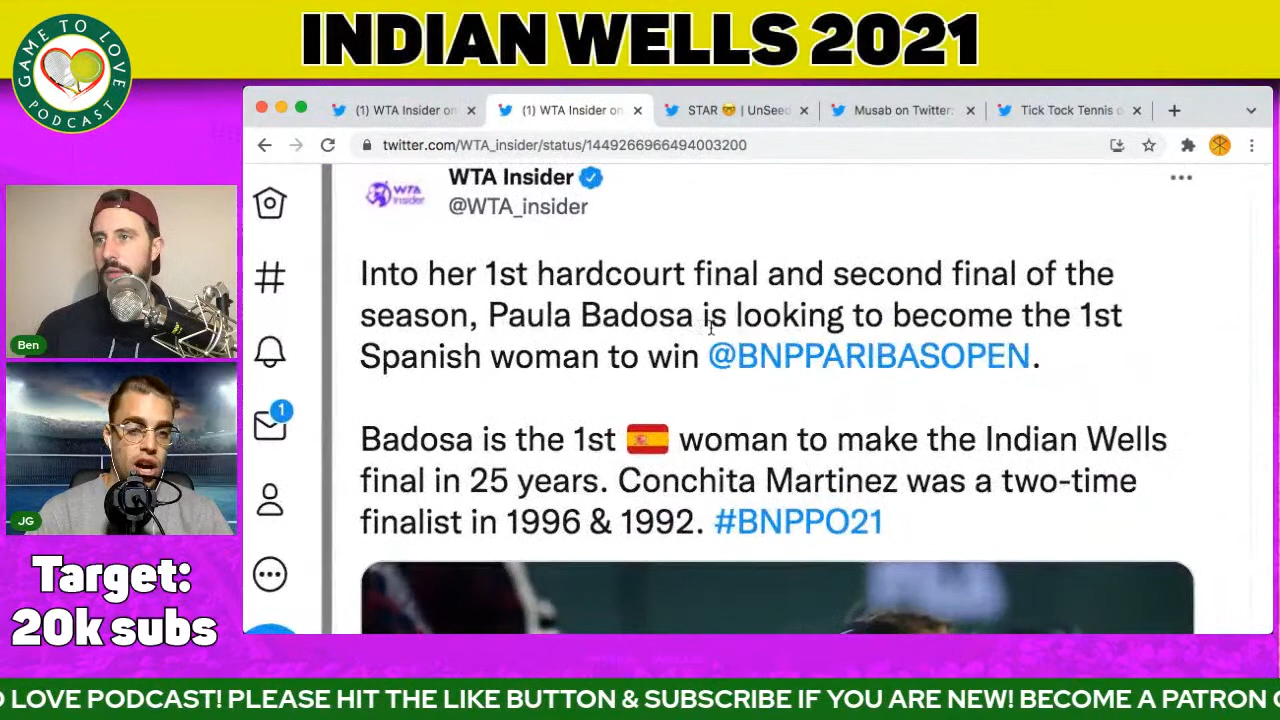 INDIAN WELLS 2021
GAME TO LOVE
PODCAST
(1) WTA Insider on
(1) WTA Insider on
STAR 🤓 | UnSeed
Musab on Twitter:
Tick Tock Tennis o
twitter.com/WTA_insider/status/1449266966494003200
WTA Insider
@WTA_insider
WTA
Insider
Into her 1st hardcourt final and second final of the
season, Paula Badosa is looking to become the 1st
Spanish woman to win @BNPPARIBASOPEN.
Badosa is the 1st 🇪🇸 woman to make the Indian Wells
final in 25 years. Conchita Martinez was a two-time
finalist in 1996 & 1992. #BNPPO21
1
Ben
JG
Target:
20k subs
O LOVE PODCAST! PLEASE HIT THE LIKE BUTTON & SUBSCRIBE IF YOU ARE NEW! BECOME A PATRON